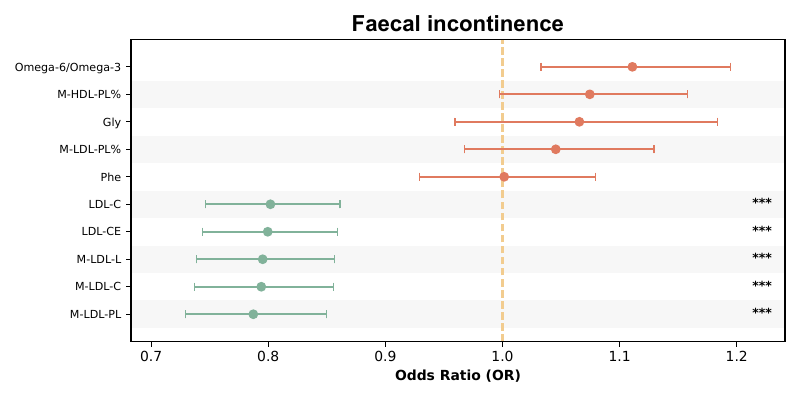 Faecal incontinence
Omega-6/Omega-3
M-HDL-PL%
Gly
M-LDL-PL%
Phe
LDL-C ***
LDL-CE ***
M-LDL-L ***
M-LDL-C ***
M-LDL-PL ***
0.7 0.8 0.9 1.0 1.1 1.2
Odds Ratio (OR)